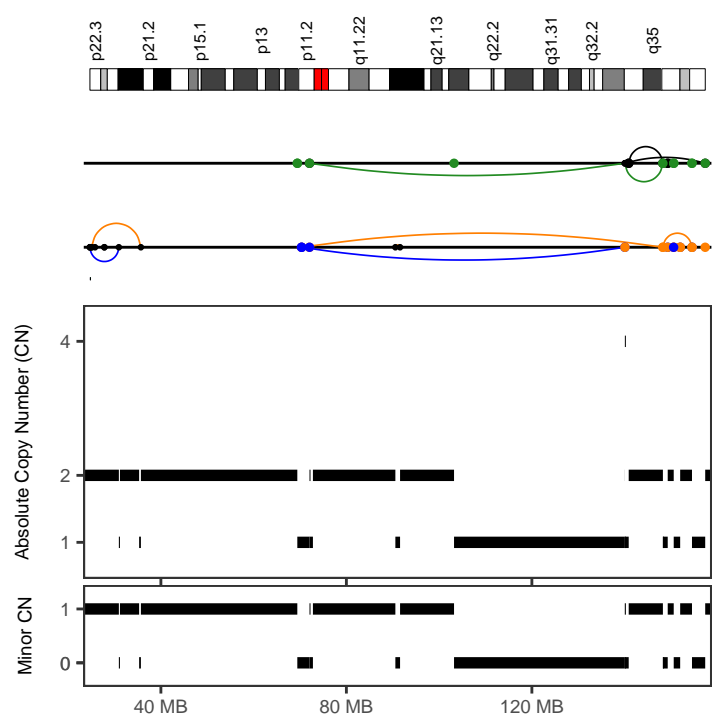 p22.3 p21.2 p15.1 p13 p11.2 q11.22 q21.13 q22.2 q31.31 q32.2 q35
Absolute Copy Number (CN)
4
2
1
Minor CN
1
0
40 MB 80 MB 120 MB